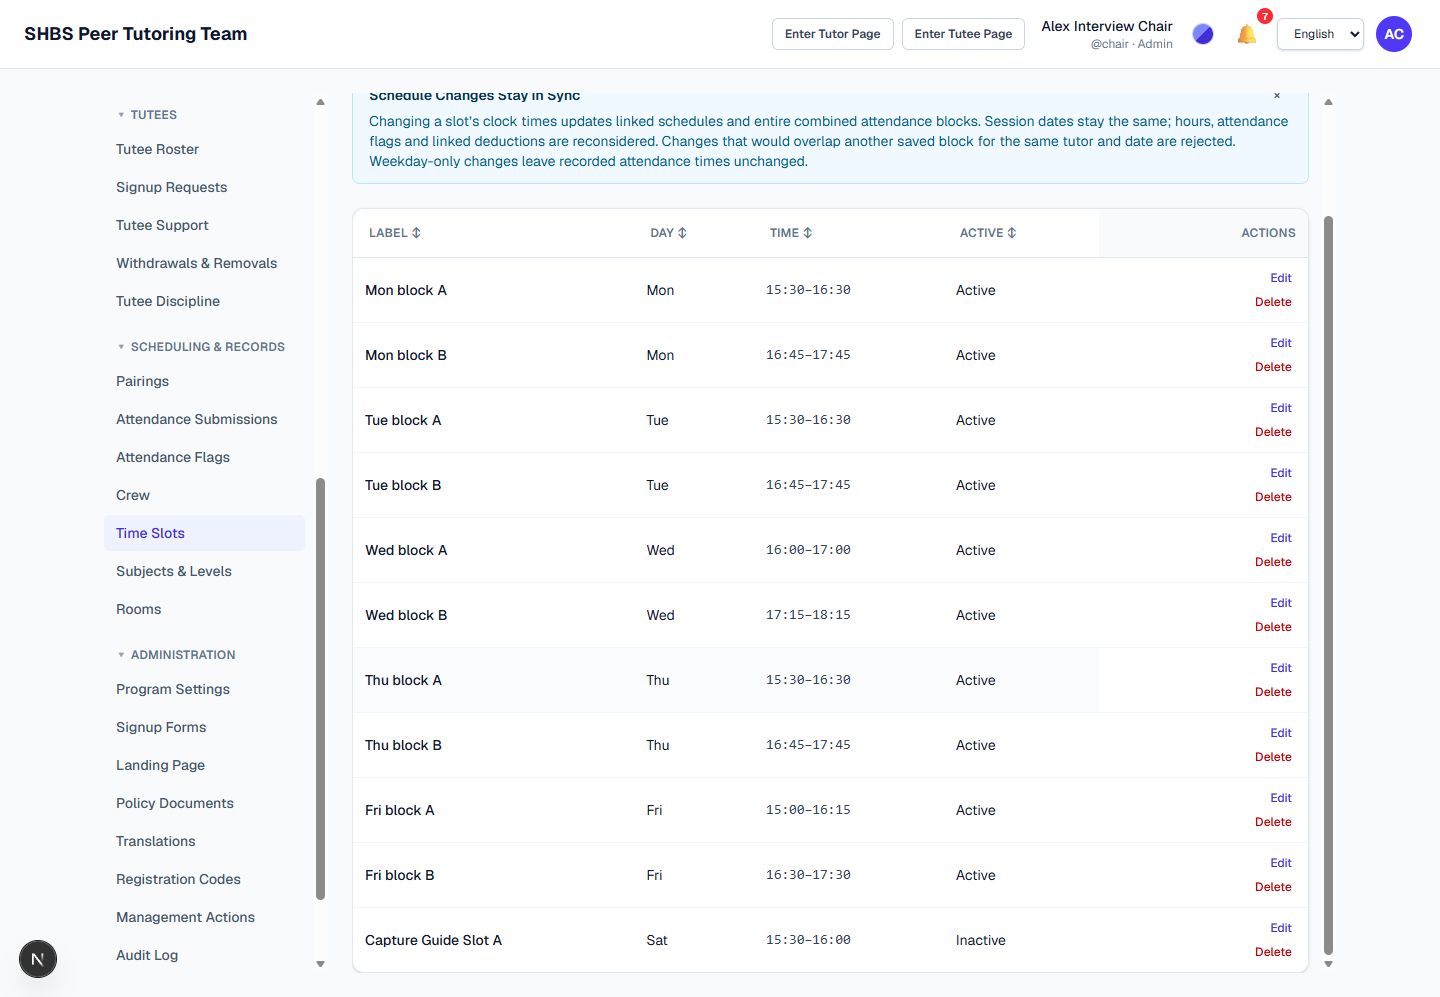 SHBS Peer Tutoring Team
Enter Tutor Page
Enter Tutee Page
Alex Interview Chair
@chair · Admin
7
English
AC
TUTEES
Tutee Roster
Signup Requests
Tutee Support
Withdrawals & Removals
Tutee Discipline
SCHEDULING & RECORDS
Pairings
Attendance Submissions
Attendance Flags
Crew
Time Slots
Subjects & Levels
Rooms
ADMINISTRATION
Program Settings
Signup Forms
Landing Page
Policy Documents
Translations
Registration Codes
Management Actions
Audit Log
N
Schedule Changes Stay in Sync ×
Changing a slot's clock times updates linked schedules and entire combined attendance blocks. Session dates stay the same; hours, attendance
flags and linked deductions are reconsidered. Changes that would overlap another saved block for the same tutor and date are rejected.
Weekday-only changes leave recorded attendance times unchanged.
LABEL DAY TIME ACTIVE ACTIONS
Mon block A Mon 15:30–16:30 Active Edit
Delete
Mon block B Mon 16:45–17:45 Active Edit
Delete
Tue block A Tue 15:30–16:30 Active Edit
Delete
Tue block B Tue 16:45–17:45 Active Edit
Delete
Wed block A Wed 16:00–17:00 Active Edit
Delete
Wed block B Wed 17:15–18:15 Active Edit
Delete
Thu block A Thu 15:30–16:30 Active Edit
Delete
Thu block B Thu 16:45–17:45 Active Edit
Delete
Fri block A Fri 15:00–16:15 Active Edit
Delete
Fri block B Fri 16:30–17:30 Active Edit
Delete
Capture Guide Slot A Sat 15:30–16:00 Inactive Edit
Delete